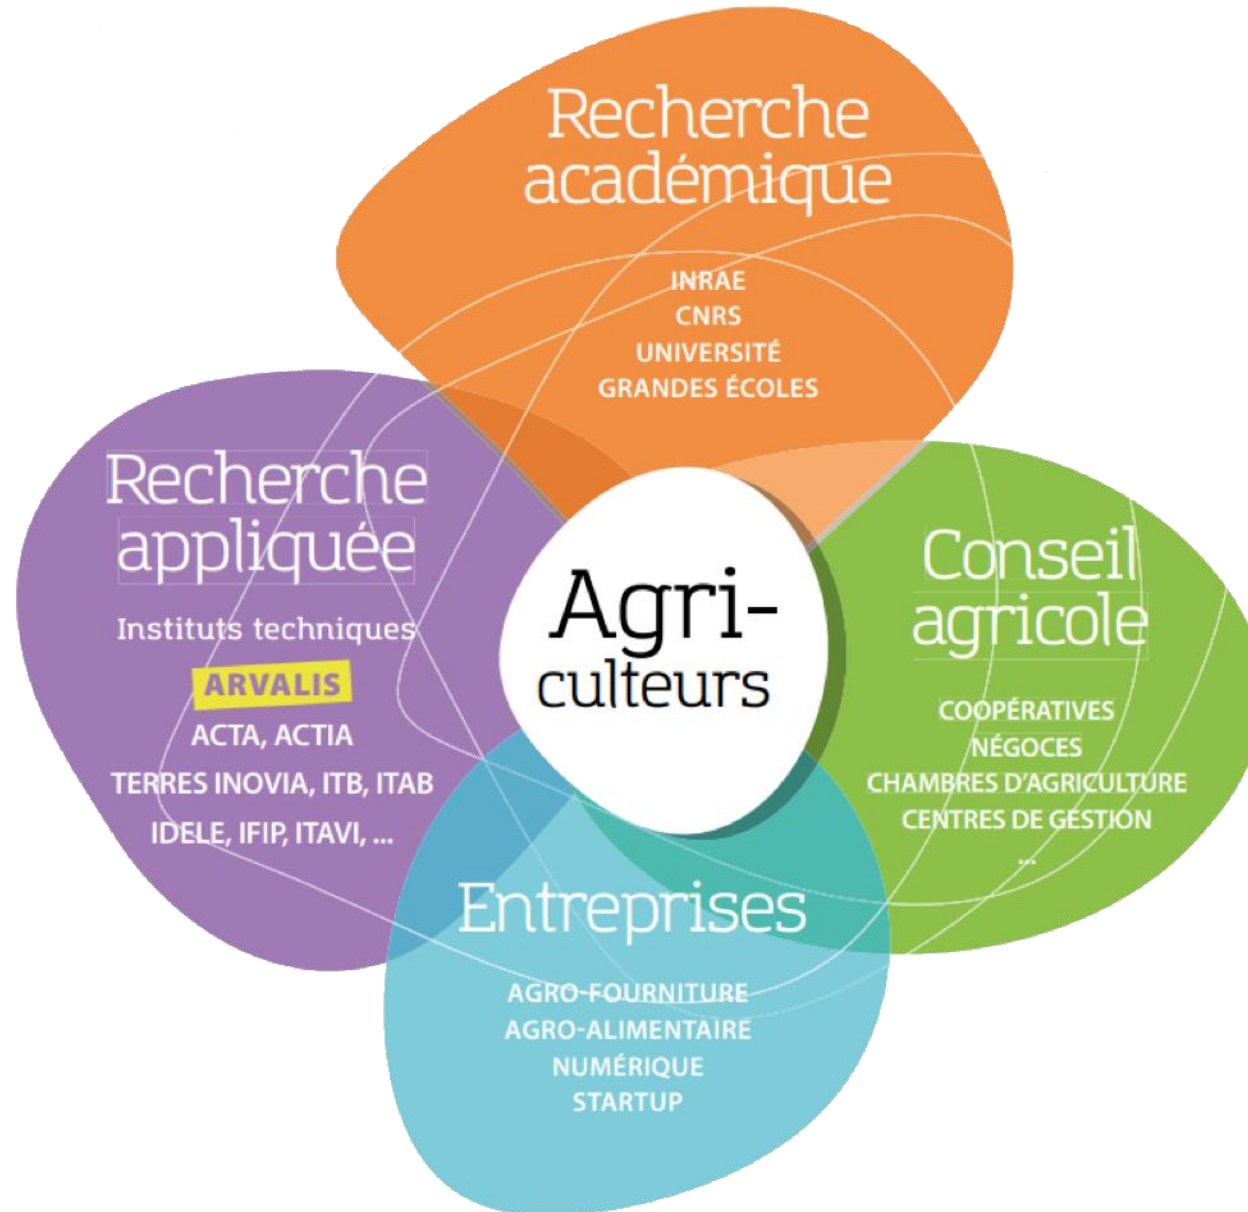 Recherche
académique
INRAE
CNRS
UNIVERSITÉ
GRANDES ÉCOLES
Recherche
appliquée
Instituts techniques
ARVALIS
ACTA, ACTIA
TERRES INOVIA, ITB, ITAB
IDELE, IFIP, ITAVI, ...
Agri-
culteurs
Conseil
agricole
COOPÉRATIVES
NÉGOCES
CHAMBRES D'AGRICULTURE
CENTRES DE GESTION
...
Entreprises
AGRO-FOURNITURE
AGRO-ALIMENTAIRE
NUMÉRIQUE
STARTUP